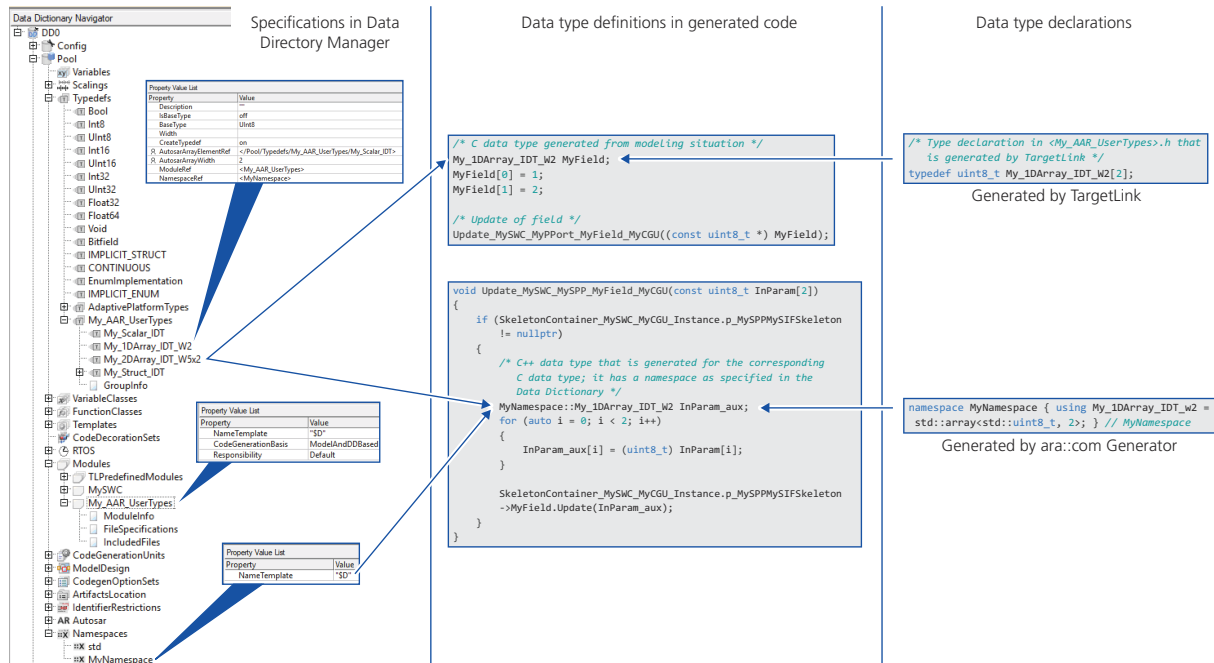 Data Dictionary Navigator
DD0
Config
Pool
Variables
Scalings
Typedefs
Bool
Int8
UInt8
Int16
UInt16
Int32
UInt32
Float32
Float64
Void
Bitfield
IMPLICIT_STRUCT
CONTINUOUS
EnumImplementation
IMPLICIT_ENUM
AdaptivePlatformTypes
My_AAR_UserTypes
My_Scalar_IDT
My_1DArray_IDT_W2
My_2DArray_IDT_W5x2
My_Struct_IDT
GroupInfo
VariableClasses
FunctionClasses
Templates
CodeDecorationSets
RTOS
Modules
TLPredefinedModules
MySWC
My_AAR_UserTypes
ModuleInfo
FileSpecifications
IncludedFiles
CodeGenerationUnits
ModelDesign
CodegenOptionSets
ArtifactsLocation
IdentifierRestrictions
AR Autosar
::X Namespaces
::X std
::X MyNamespace
Specifications in Data
Directory Manager
Property Value List
Property Value
Description ""
IsBaseType off
BaseType UInt8
Width
CreateTypedef on
AutosarArrayElementRef </Pool/Typedefs/My_AAR_UserTypes/My_Scalar_IDT>
AutosarArrayWidth 2
ModuleRef <My_AAR_UserTypes>
NamespaceRef <MyNamespace>
Property Value List
Property Value
NameTemplate "$D"
CodeGenerationBasis ModelAndDDBased
Responsibility Default
Property Value List
Property Value
NameTemplate "$D"
Data type definitions in generated code
/* C data type generated from modeling situation */
My_1DArray_IDT_W2 MyField;
MyField[0] = 1;
MyField[1] = 2;
/* Update of field */
Update_MySWC_MyPPort_MyField_MyCGU((const uint8_t *) MyField);
void Update_MySWC_MySPP_MyField_MyCGU(const uint8_t InParam[2])
{
if (SkeletonContainer_MySWC_MyCGU_Instance.p_MySPPMySIFSkeleton
!= nullptr)
{
/* C++ data type that is generated for the corresponding
C data type; it has a namespace as specified in the
Data Dictionary */
MyNamespace::My_1DArray_IDT_W2 InParam_aux;
for (auto i = 0; i < 2; i++)
{
InParam_aux[i] = (uint8_t) InParam[i];
}
SkeletonContainer_MySWC_MyCGU_Instance.p_MySPPMySIFSkeleton
->MyField.Update(InParam_aux);
}
}
Data type declarations
/* Type declaration in <My_AAR_UserTypes>.h that
is generated by TargetLink */
typedef uint8_t My_1DArray_IDT_W2[2];
Generated by TargetLink
namespace MyNamespace { using My_1DArray_IDT_w2 =
std::array<std::uint8_t, 2>; } // MyNamespace
Generated by ara::com Generator